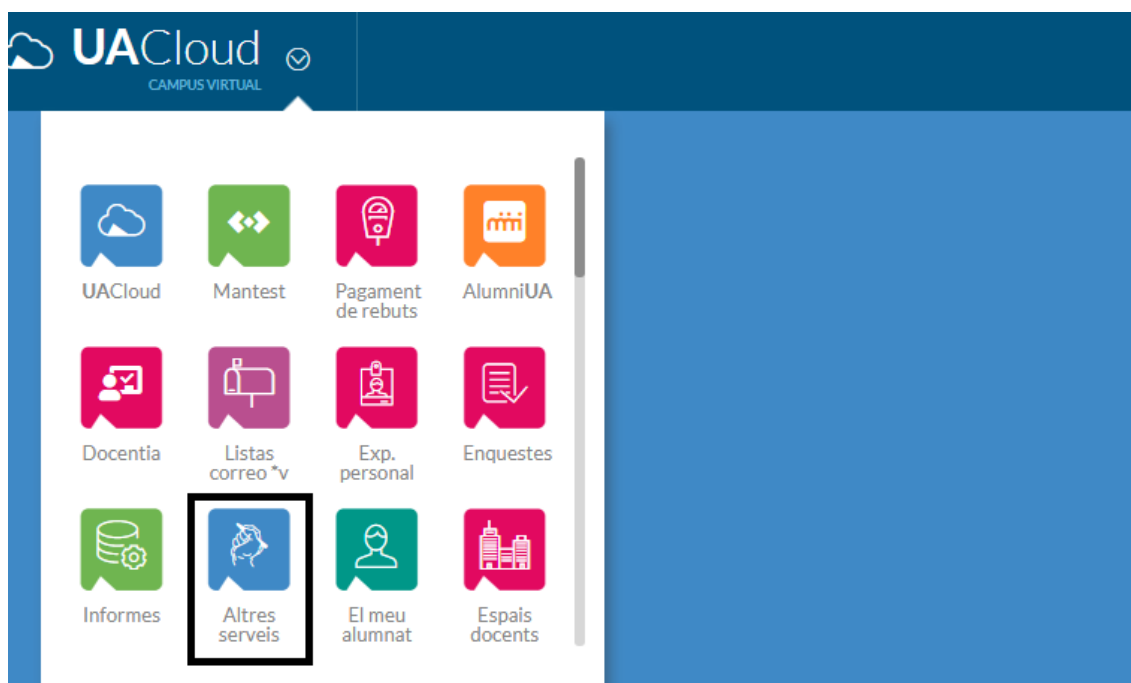 UACloud
CAMPUS VIRTUAL
UACloud
Mantest
Pagament
de rebuts
AlumniUA
Docentia
Listas
correo *v
Exp.
personal
Enquestes
Informes
Altres
serveis
El meu
alumnat
Espais
docents